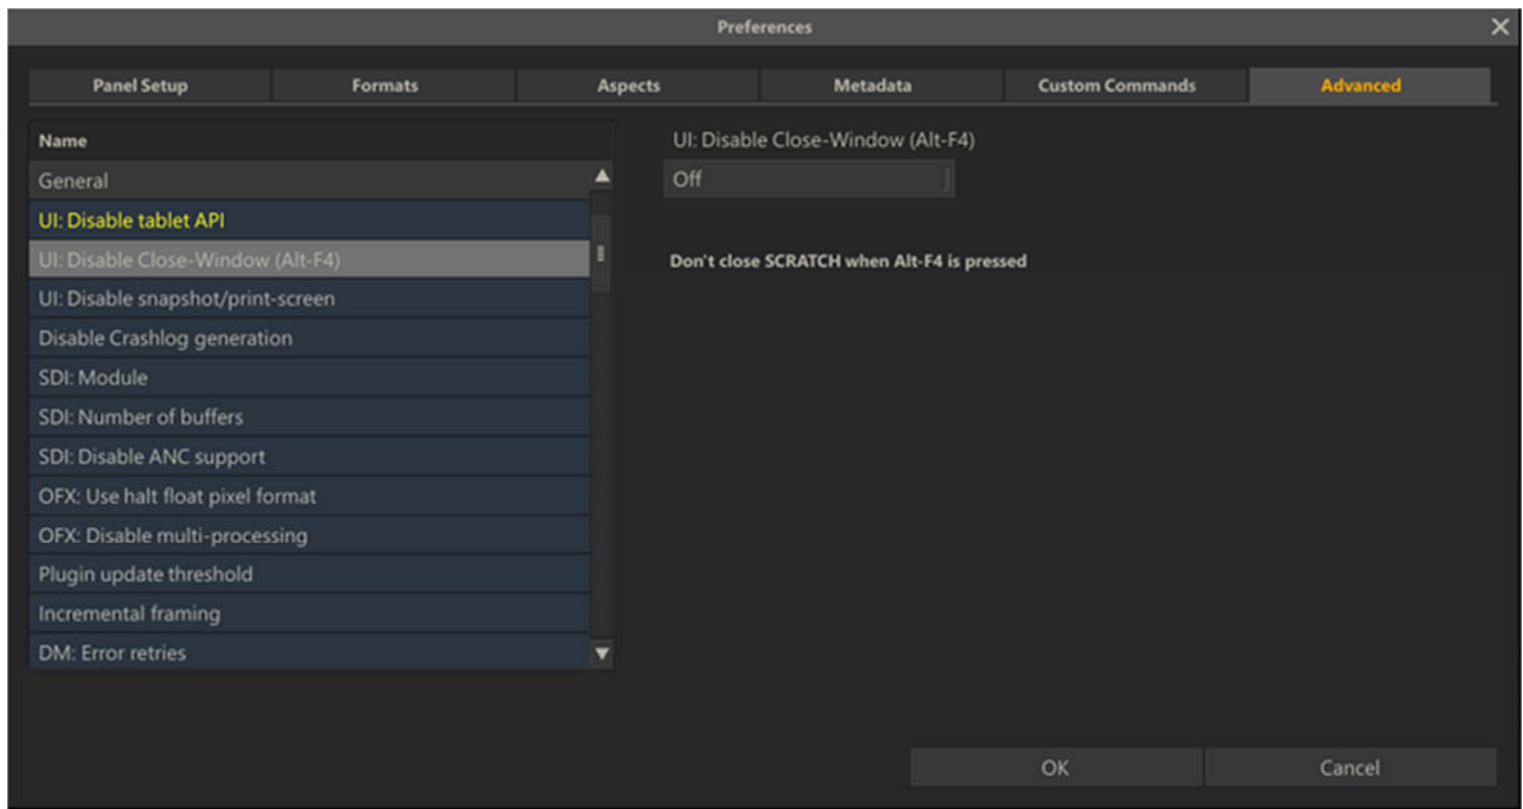 Preferences
Panel Setup
Formats
Aspects
Metadata
Custom Commands
Advanced
Name
General
UI: Disable tablet API
UI: Disable Close-Window (Alt-F4)
UI: Disable snapshot/print-screen
Disable Crashlog generation
SDI: Module
SDI: Number of buffers
SDI: Disable ANC support
OFX: Use halt float pixel format
OFX: Disable multi-processing
Plugin update threshold
Incremental framing
DM: Error retries
UI: Disable Close-Window (Alt-F4)
Off
Don't close SCRATCH when Alt-F4 is pressed
OK
Cancel